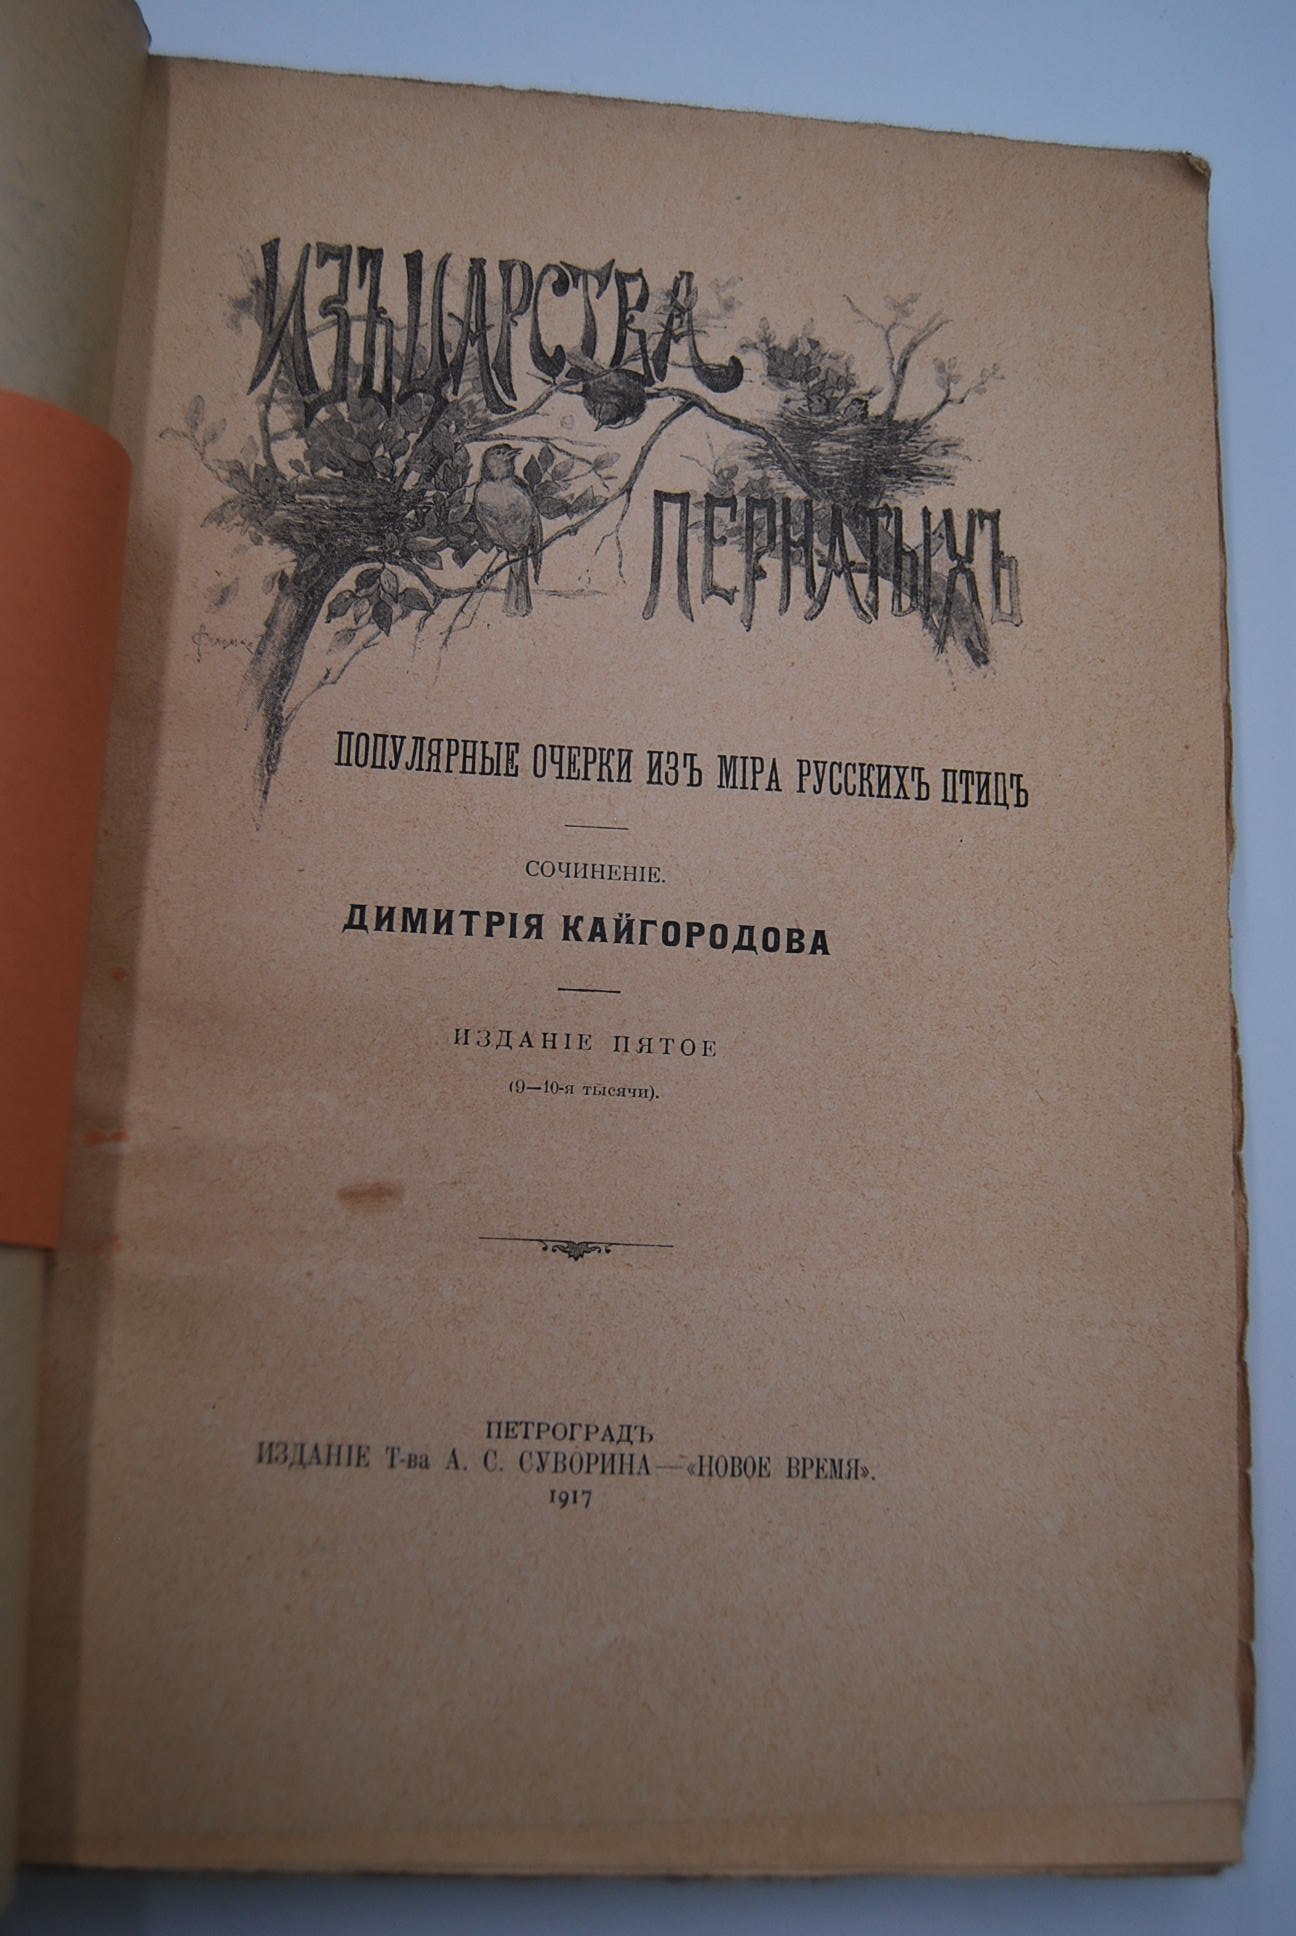 ИЗЪ ЦАРСТВА
ПЕРНАТЫХЪ
ПОПУЛЯРНЫЕ ОЧЕРКИ ИЗЪ МІРА РУССКИХЪ ПТИЦЪ
СОЧИНЕНІЕ.
ДИМИТРІЯ КАЙГОРОДОВА
ИЗДАНІЕ ПЯТОЕ
(9—10-я тысячи).
ПЕТРОГРАДЪ
ИЗДАНІЕ Т-ва А. С. СУВОРИНА—«НОВОЕ ВРЕМЯ».
1917